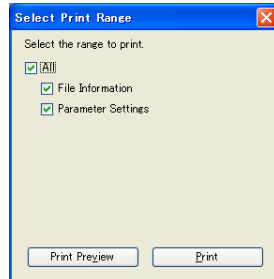 Select Print Range
Select the range to print.
All
File Information
Parameter Settings
Print Preview
Print